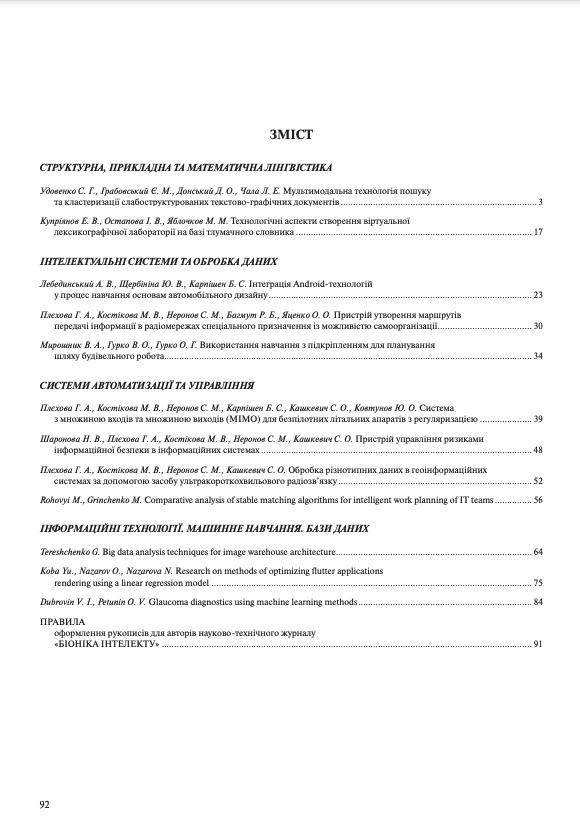 ЗМІСТ
СТРУКТУРНА, ПРИКЛАДНА ТА МАТЕМАТИЧНА ЛІНГВІСТИКА
Удовенко С. Г., Грабовський Є. М., Донський Д. О., Чала Л. Е. Мультимодальна технологія пошуку
та кластеризації слабоструктурованих текстово-графічних документів ... 3
Купріянов Е. В., Остапова І. В., Яблочков М. М. Технологічні аспекти створення віртуальної
лексикографічної лабораторії на базі тлумачного словника ... 17
ІНТЕЛЕКТУАЛЬНІ СИСТЕМИ ТА ОБРОБКА ДАНИХ
Лебединський А. В., Щербініна Ю. В., Карпішен Б. С. Інтеграція Android-технологій
у процес навчання основам автомобільного дизайну ... 23
Плєхова Г. А., Костікова М. В., Неронов С. М., Багмут Р. Б., Яценко О. О. Пристрій утворення маршрутів
передачі інформації в радіомережах спеціального призначення із можливістю самоорганізації ... 30
Мирошник В. А., Гурко В. О., Гурко О. Г. Використання навчання з підкріпленням для планування
шляху будівельного робота ... 34
СИСТЕМИ АВТОМАТИЗАЦІЇ ТА УПРАВЛІННЯ
Плєхова Г. А., Костікова М. В., Неронов С. М., Карпішен Б. С., Кашкевич С. О., Ковтунов Ю. О. Система
з множиною входів та множиною виходів (МІМО) для безпілотних літальних апаратів з регуляризацією ... 39
Шаронова Н. В., Плєхова Г. А., Костікова М. В., Неронов С. М., Кашкевич С. О. Пристрій управління ризиками
інформаційної безпеки в інформаційних системах ... 48
Плєхова Г. А., Костікова М. В., Неронов С. М., Кашкевич С. О. Обробка різнотипних даних в геоінформаційних
системах за допомогою засобу ультракороткохвильового радіозв’язку ... 52
Rohovyi M., Grinchenko M. Comparative analysis of stable matching algorithms for intelligent work planning of IT teams ... 56
ІНФОРМАЦІЙНІ ТЕХНОЛОГІЇ. МАШИННЕ НАВЧАННЯ. БАЗИ ДАНИХ
Tereshchenko G. Big data analysis techniques for image warehouse architecture ... 64
Koba Yu., Nazarov O., Nazarova N. Research on methods of optimizing flutter applications
rendering using a linear regression model ... 75
Dubrovin V. I., Petunin O. V. Glaucoma diagnostics using machine learning methods ... 84
ПРАВИЛА
оформлення рукописів для авторів науково-технічного журналу
«БІОНІКА ІНТЕЛЕКТУ» ... 91
92